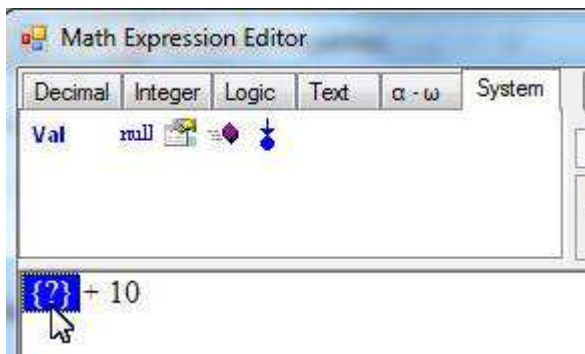 Math Expression Editor
Decimal Integer Logic Text α - ω System
Val null
{?} + 10